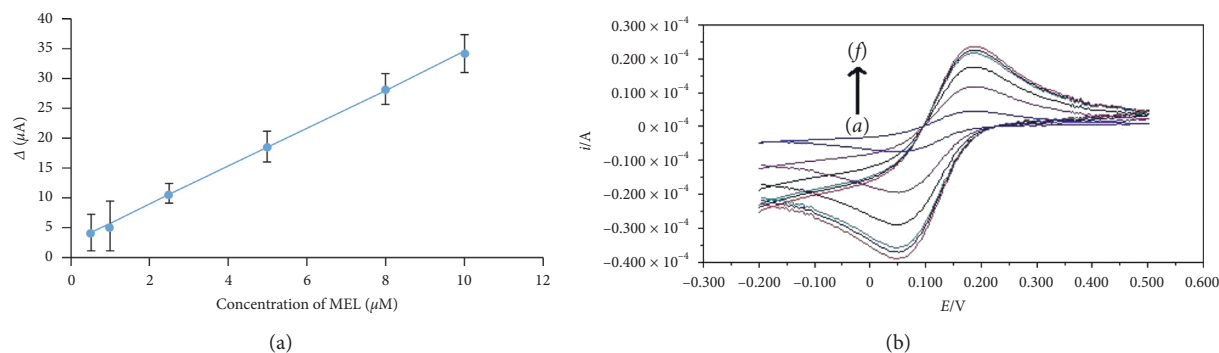 40
35
30
25
20
15
10
5
0
Δ (μA)
0 2 4 6 8 10 12
Concentration of MEL (μM)
(a)
0.300 × 10⁻⁴
0.200 × 10⁻⁴
0.100 × 10⁻⁴
0 × 10⁻⁴
−0.100 × 10⁻⁴
−0.200 × 10⁻⁴
−0.300 × 10⁻⁴
−0.400 × 10⁻⁴
i/A
(f)
(a)
−0.300 −0.200 −0.100 0 0.100 0.200 0.300 0.400 0.500 0.600
E/V
(b)